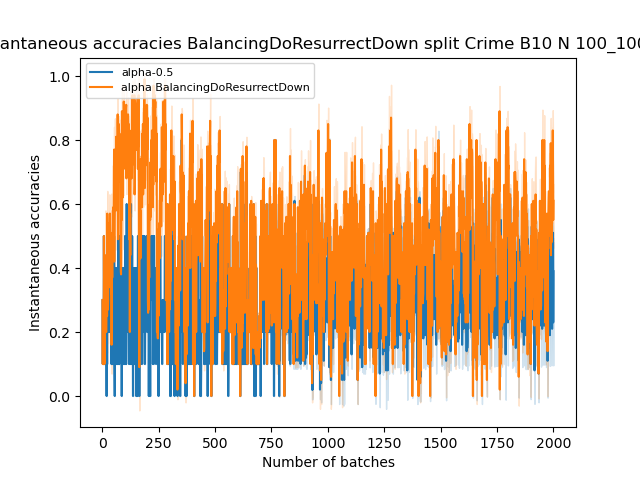 antaneous accuracies BalancingDoResurrectDown split Crime B10 N 100_100
alpha-0.5
alpha BalancingDoResurrectDown
Instantaneous accuracies
1.0
0.8
0.6
0.4
0.2
0.0
0 250 500 750 1000 1250 1500 1750 2000
Number of batches